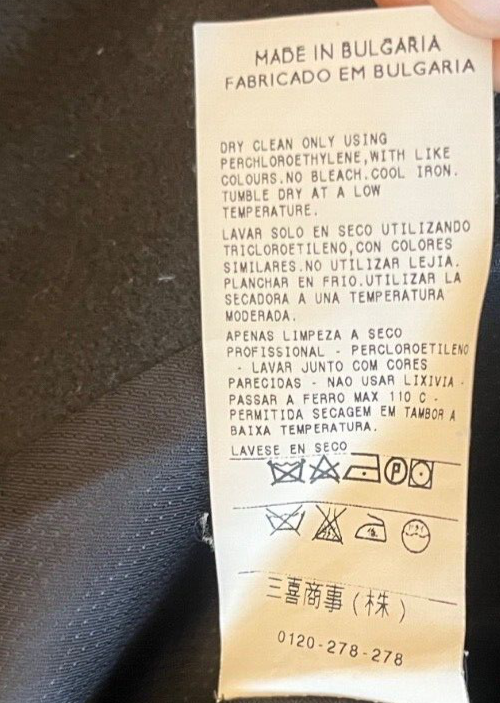 MADE IN BULGARIA
FABRICADO EM BULGARIA
DRY CLEAN ONLY USING
PERCHLOROETHYLENE,WITH LIKE
COLOURS.NO BLEACH.COOL IRON.
TUMBLE DRY AT A LOW
TEMPERATURE.
LAVAR SOLO EN SECO UTILIZANDO
TRICLOROETILENO,CON COLORES
SIMILARES.NO UTILIZAR LEJIA.
PLANCHAR EN FRIO.UTILIZAR LA
SECADORA A UNA TEMPERATURA
MODERADA.
APENAS LIMPEZA A SECO
PROFISSIONAL - PERCLOROETILENO
- LAVAR JUNTO COM CORES
PARECIDAS - NAO USAR LIXIVIA -
PASSAR A FERRO MAX 110 C -
PERMITIDA SECAGEM EM TAMBOR A
BAIXA TEMPERATURA.
LAVESE EN SECO
P
三喜商事(株)
0120-278-278